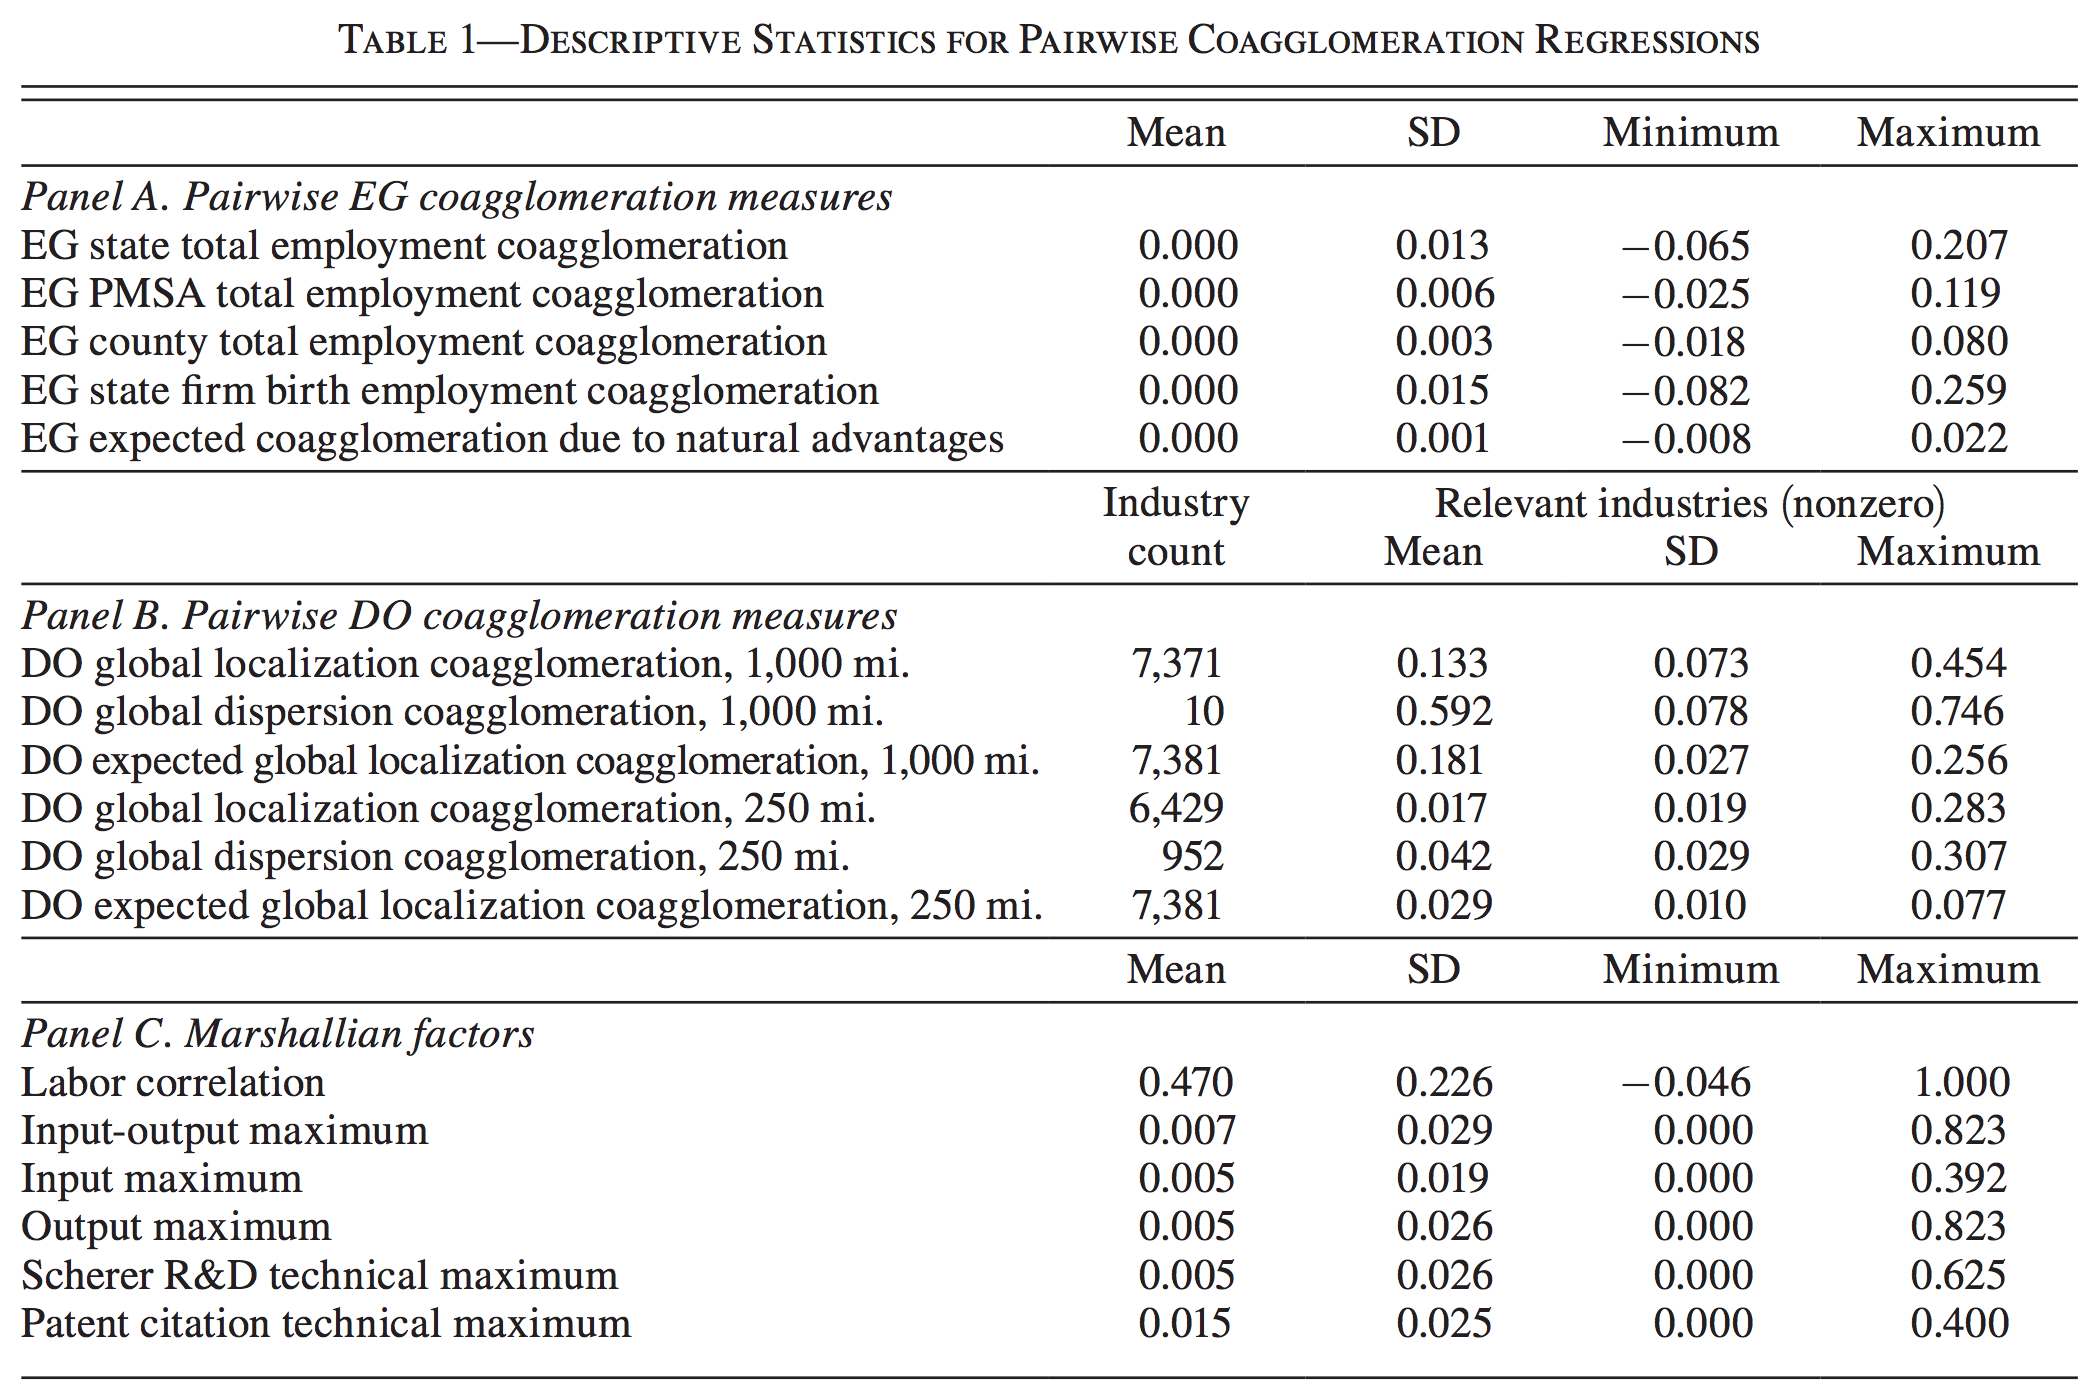 TABLE 1—DESCRIPTIVE STATISTICS FOR PAIRWISE COAGGLOMERATION REGRESSIONS
Mean SD Minimum Maximum
Panel A. Pairwise EG coagglomeration measures
EG state total employment coagglomeration 0.000 0.013 −0.065 0.207
EG PMSA total employment coagglomeration 0.000 0.006 −0.025 0.119
EG county total employment coagglomeration 0.000 0.003 −0.018 0.080
EG state firm birth employment coagglomeration 0.000 0.015 −0.082 0.259
EG expected coagglomeration due to natural advantages 0.000 0.001 −0.008 0.022
Industry Relevant industries (nonzero)
count Mean SD Maximum
Panel B. Pairwise DO coagglomeration measures
DO global localization coagglomeration, 1,000 mi. 7,371 0.133 0.073 0.454
DO global dispersion coagglomeration, 1,000 mi. 10 0.592 0.078 0.746
DO expected global localization coagglomeration, 1,000 mi. 7,381 0.181 0.027 0.256
DO global localization coagglomeration, 250 mi. 6,429 0.017 0.019 0.283
DO global dispersion coagglomeration, 250 mi. 952 0.042 0.029 0.307
DO expected global localization coagglomeration, 250 mi. 7,381 0.029 0.010 0.077
Mean SD Minimum Maximum
Panel C. Marshallian factors
Labor correlation 0.470 0.226 −0.046 1.000
Input-output maximum 0.007 0.029 0.000 0.823
Input maximum 0.005 0.019 0.000 0.392
Output maximum 0.005 0.026 0.000 0.823
Scherer R&D technical maximum 0.005 0.026 0.000 0.625
Patent citation technical maximum 0.015 0.025 0.000 0.400